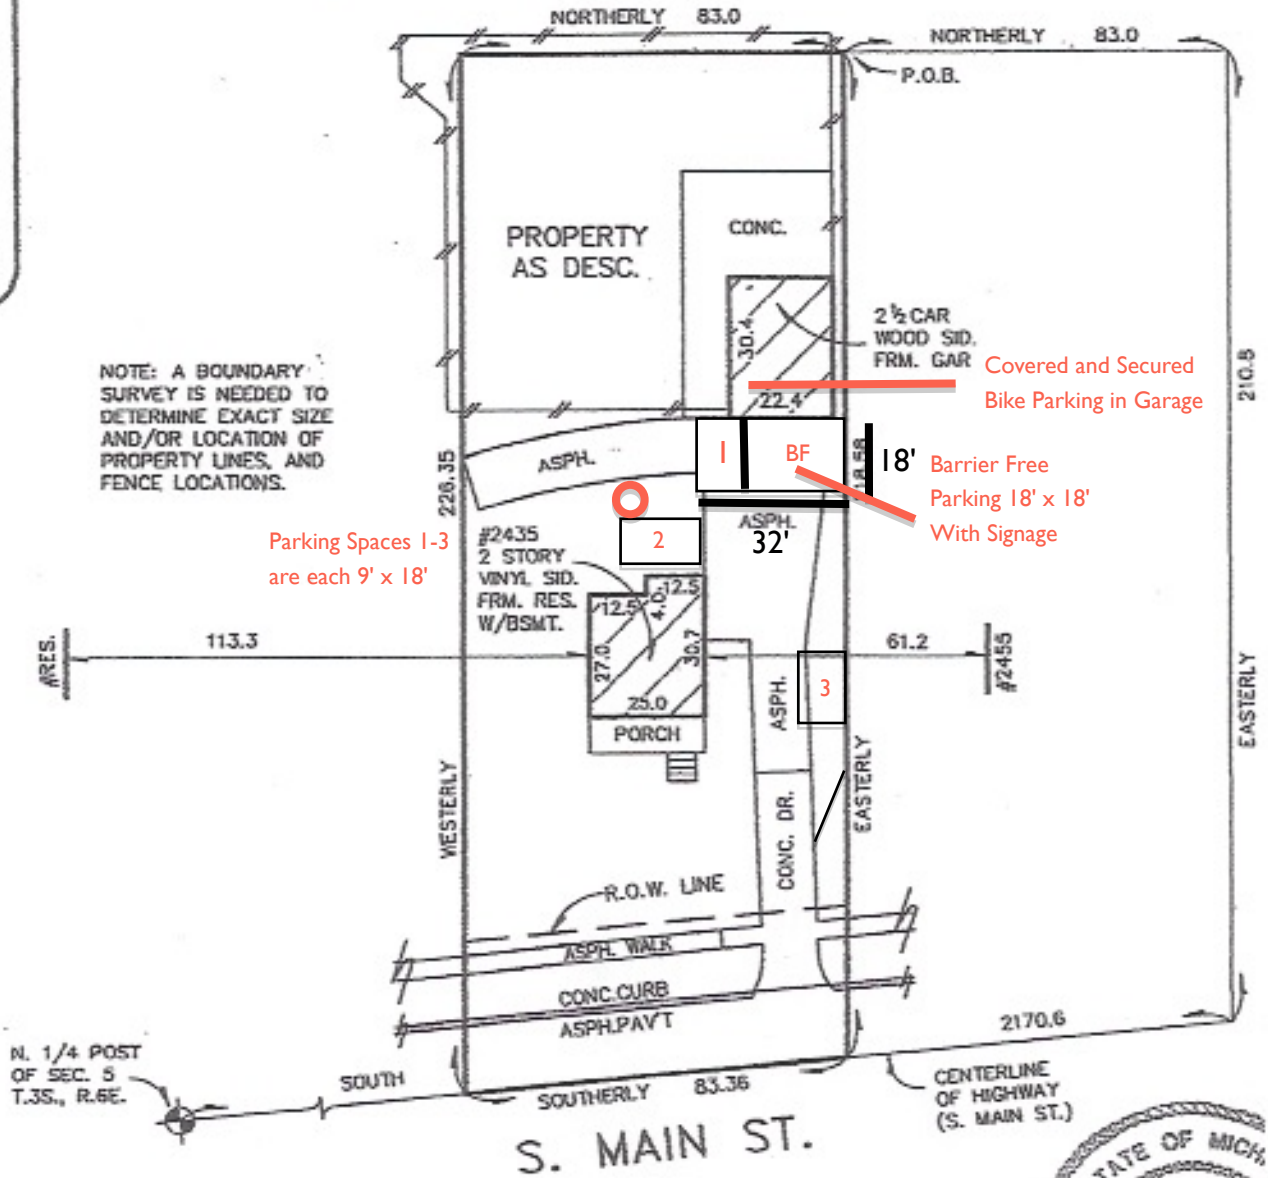 NORTHERLY 83.0
NORTHERLY 83.0
P.O.B.
PROPERTY
AS DESC.
CONC.
2 ½ CAR
WOOD SID.
FRM. GAR
30.4
22.4
Covered and Secured
Bike Parking in Garage
210.8
NOTE: A BOUNDARY
SURVEY IS NEEDED TO
DETERMINE EXACT SIZE
AND/OR LOCATION OF
PROPERTY LINES, AND
FENCE LOCATIONS.
226.35
ASPH.
1
BF
18.58
18'
Barrier Free
Parking 18' x 18'
With Signage
ASPH.
32'
Parking Spaces 1-3
are each 9' x 18'
2
#2435
2 STORY
VINYL SID.
FRM. RES.
W/BSMT.
12.5
4.0
12.5
27.0
30.7
25.0
PORCH
#RES.
113.3
61.2
#2455
3
ASPH.
EASTERLY
EASTERLY
WESTERLY
CONC. DR.
R.O.W. LINE
ASPH. WALK
CONC.CURB
ASPH.PAV'T
2170.6
N. 1/4 POST
OF SEC. 5
T.3S., R.6E.
SOUTH
SOUTHERLY 83.36
CENTERLINE
OF HIGHWAY
(S. MAIN ST.)
S. MAIN ST.
TATE OF MICH